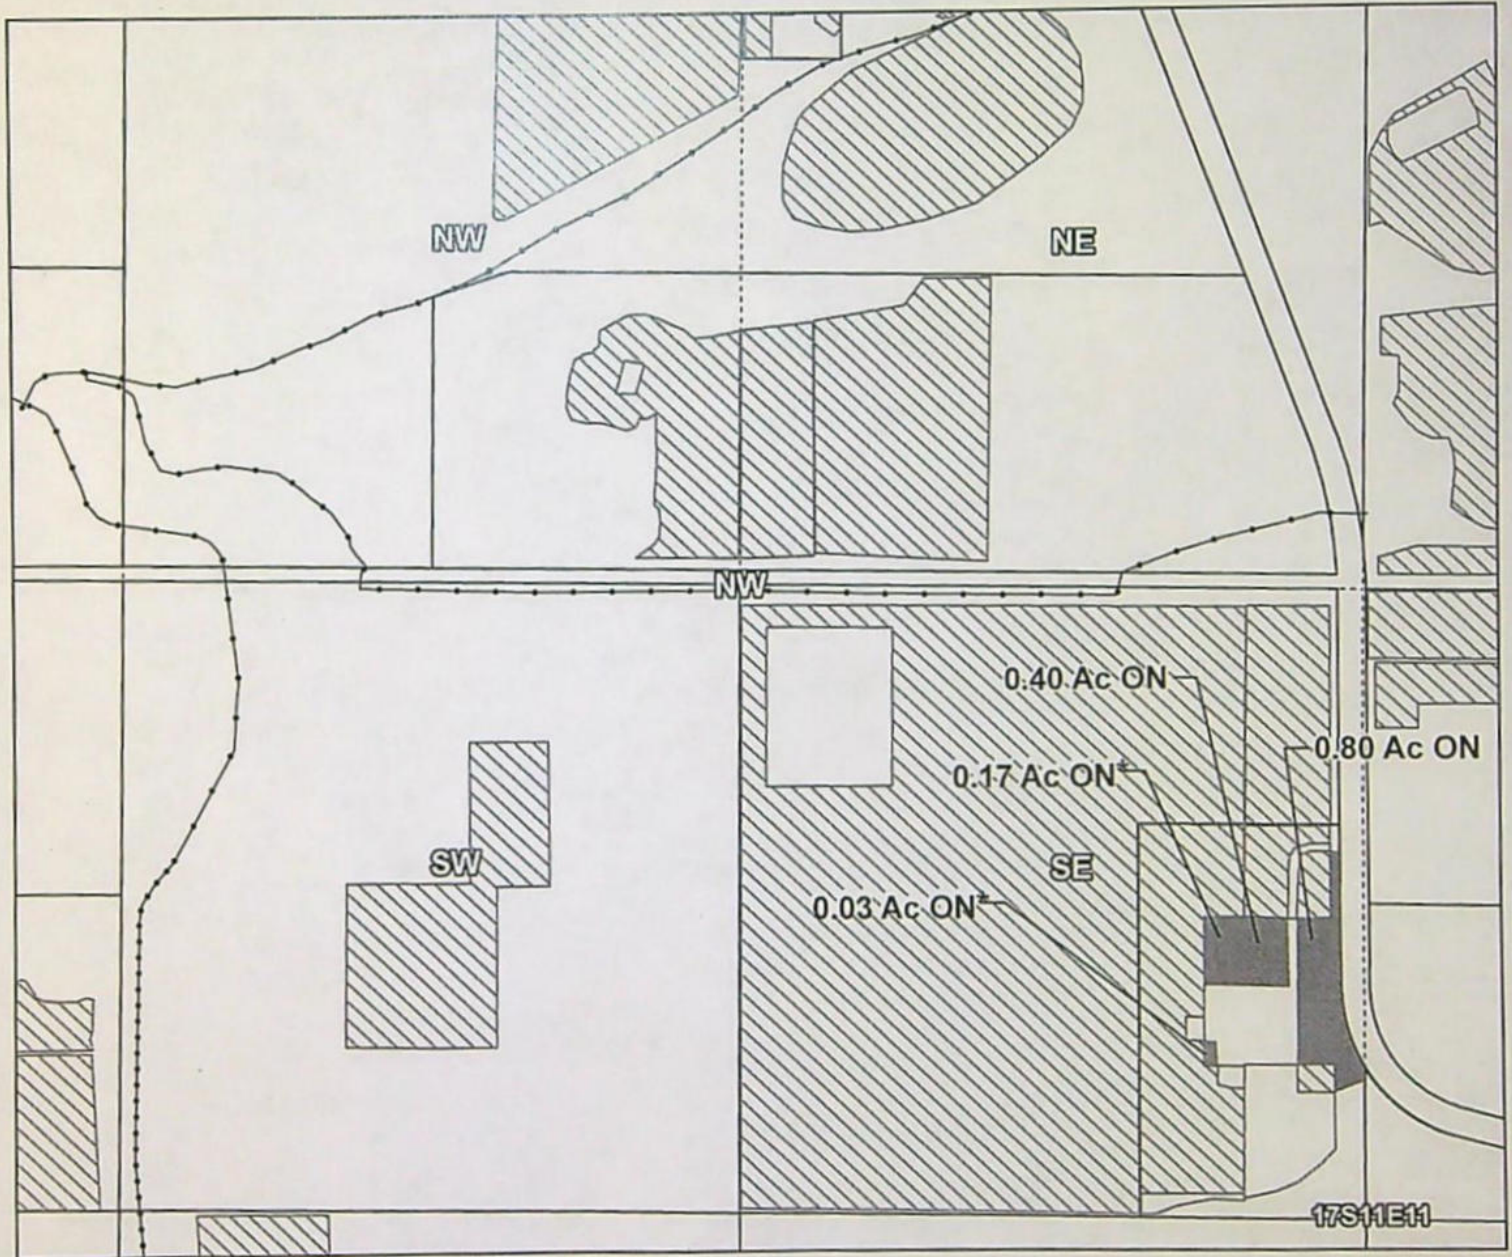 NW
NE
NW
0.40 Ac ON
0.80 Ac ON
0.17 Ac ON*
SW
SE
0.03 Ac ON*
17S11E11